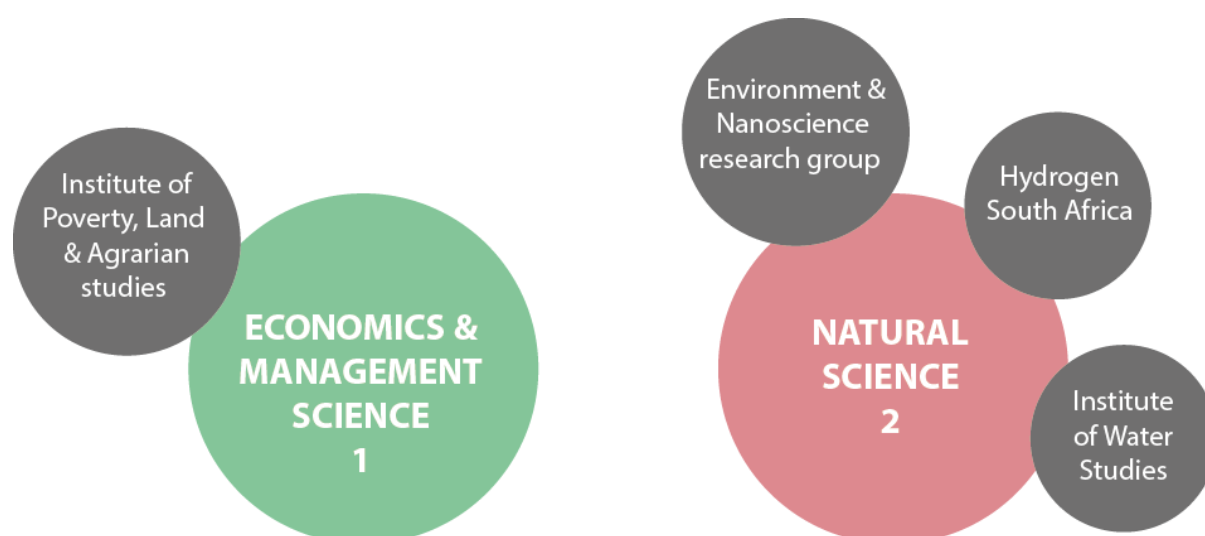 Institute of
Poverty, Land
& Agrarian
studies
ECONOMICS &
MANAGEMENT
SCIENCE
1
Environment &
Nanoscience
research group
Hydrogen
South Africa
NATURAL
SCIENCE
2
Institute
of Water
Studies